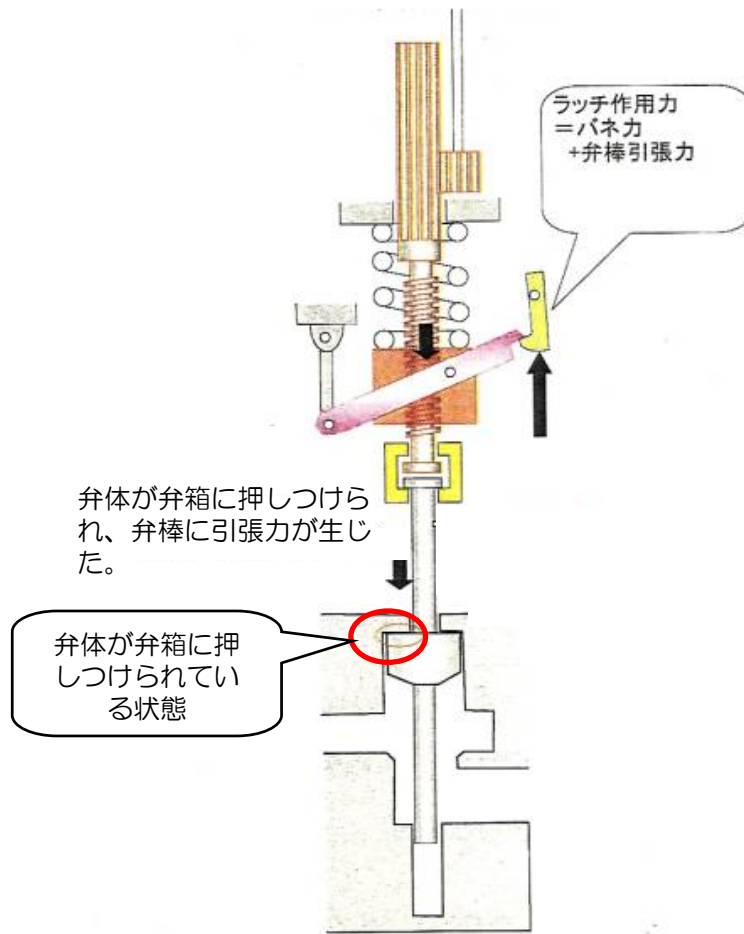 ラッチ作用力
＝バネ力
+弁棒引張力
弁体が弁箱に押しつけら
れ、弁棒に引張力が生じ
た。
弁体が弁箱に押
しつけられてい
る状態